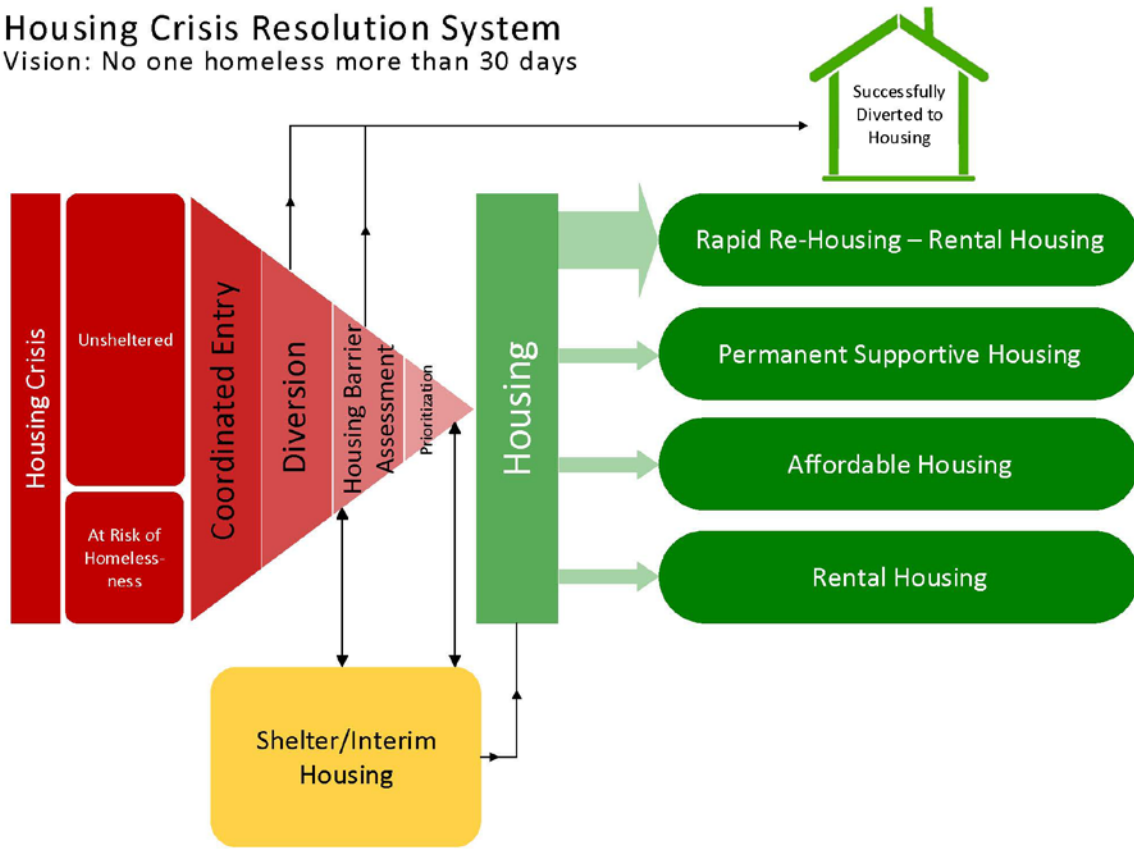 Housing Crisis Resolution System
Vision: No one homeless more than 30 days
Successfully
Diverted to
Housing
Housing Crisis
Unsheltered
At Risk of
Homeless-
ness
Coordinated Entry
Diversion
Housing Barrier
Assessment
Prioritization
Housing
Rapid Re-Housing – Rental Housing
Permanent Supportive Housing
Affordable Housing
Rental Housing
Shelter/Interim
Housing